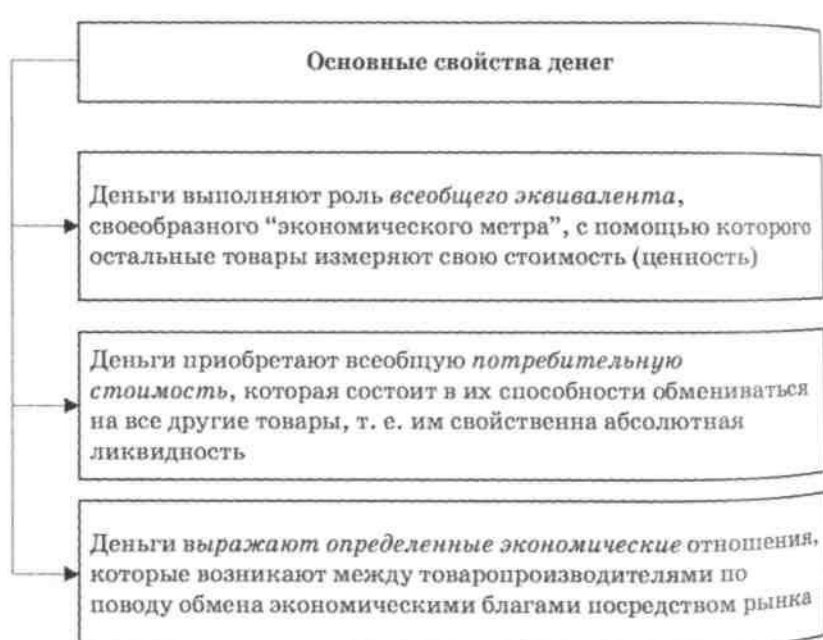 Основные свойства денег
Деньги выполняют роль всеобщего эквивалента,
своеобразного “экономического метра”, с помощью которого
остальные товары измеряют свою стоимость (ценность)
Деньги приобретают всеобщую потребительную
стоимость, которая состоит в их способности обмениваться
на все другие товары, т. е. им свойственна абсолютная
ликвидность
Деньги выражают определенные экономические отношения,
которые возникают между товаропроизводителями по
поводу обмена экономическими благами посредством рынка